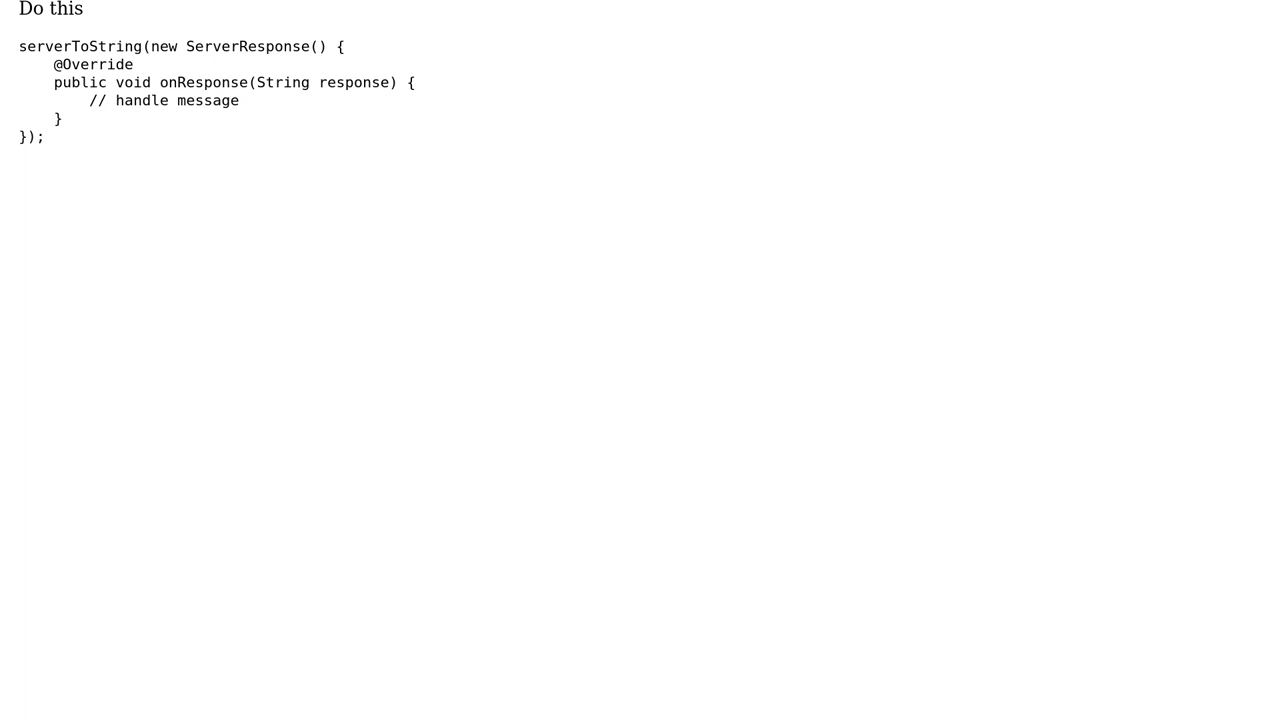 Do this
serverToString(new ServerResponse() {
    @Override
    public void onResponse(String response) {
        // handle message
    }
});